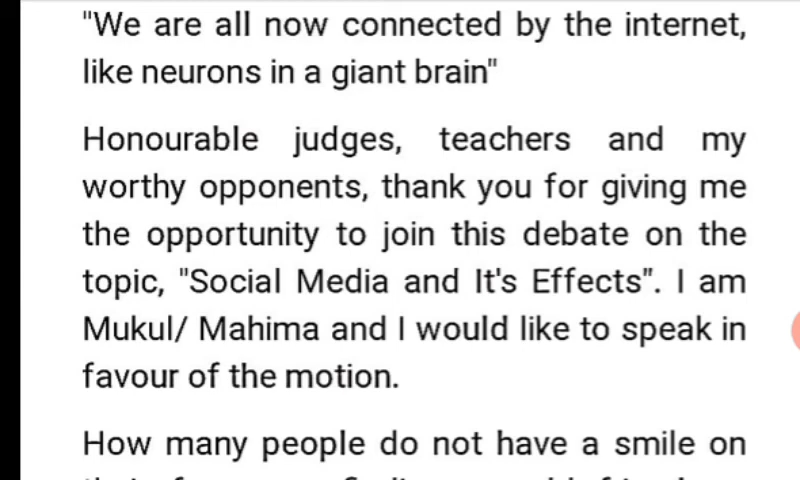 "We are all now connected by the internet,
like neurons in a giant brain"
Honourable judges, teachers and my
worthy opponents, thank you for giving me
the opportunity to join this debate on the
topic, "Social Media and It's Effects". I am
Mukul/ Mahima and I would like to speak in
favour of the motion.
How many people do not have a smile on